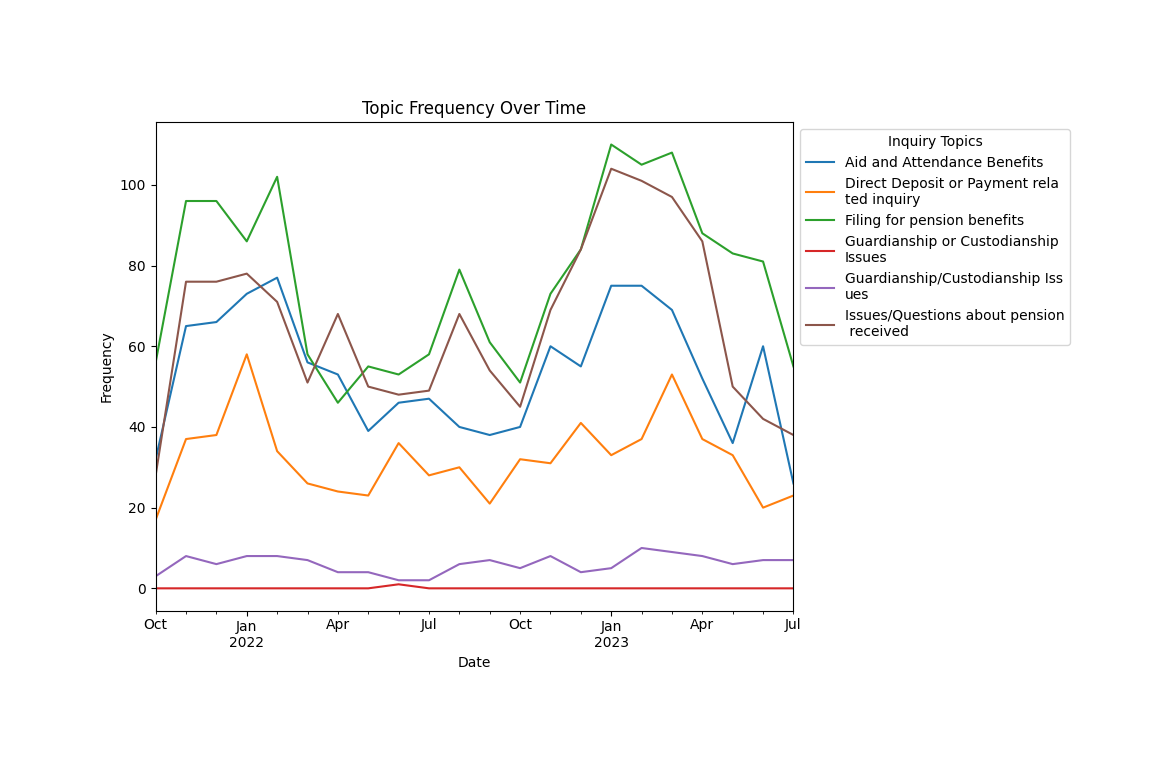 Topic Frequency Over Time
Frequency
100
80
60
40
20
0
Oct
Jan
2022
Apr
Jul
Oct
Jan
2023
Apr
Jul
Date
Inquiry Topics
Aid and Attendance Benefits
Direct Deposit or Payment rela
ted inquiry
Filing for pension benefits
Guardianship or Custodianship
Issues
Guardianship/Custodianship Iss
ues
Issues/Questions about pension
received